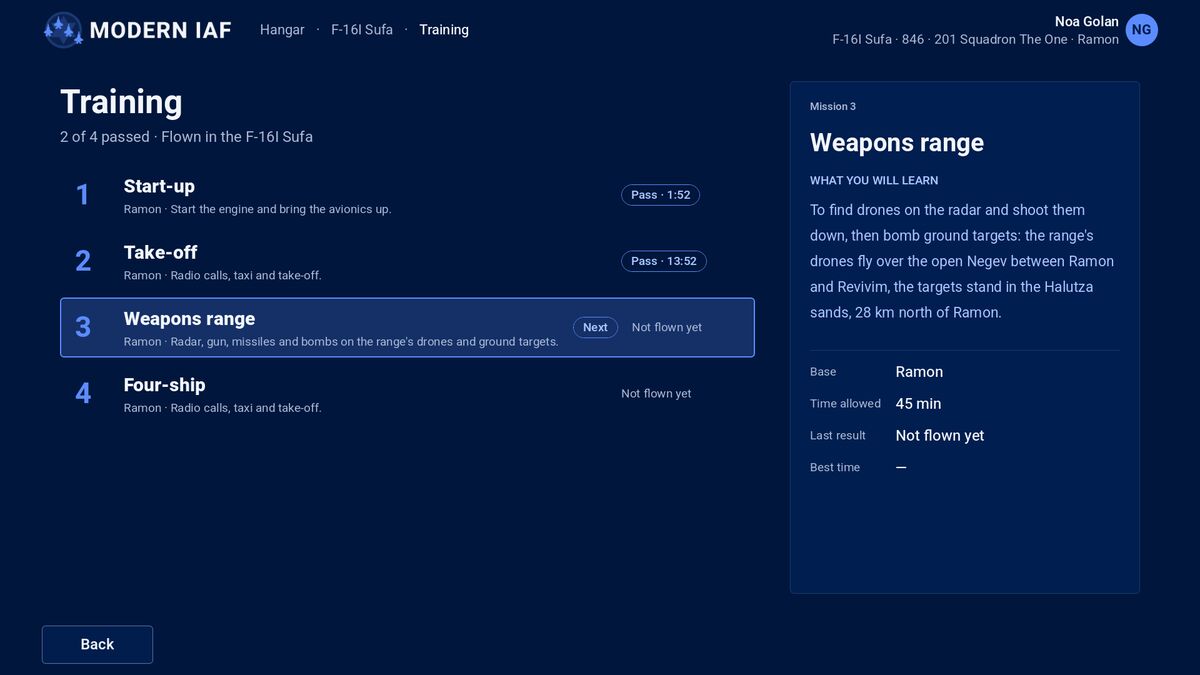 MODERN IAF
Hangar · F-16I Sufa · Training
Noa Golan
F-16I Sufa · 846 · 201 Squadron The One · Ramon
NG
Training
2 of 4 passed · Flown in the F-16I Sufa
1
Start-up
Ramon · Start the engine and bring the avionics up.
Pass · 1:52
2
Take-off
Ramon · Radio calls, taxi and take-off.
Pass · 13:52
3
Weapons range
Ramon · Radar, gun, missiles and bombs on the range's drones and ground targets.
Next
Not flown yet
4
Four-ship
Ramon · Radio calls, taxi and take-off.
Not flown yet
Mission 3
Weapons range
WHAT YOU WILL LEARN
To find drones on the radar and shoot them
down, then bomb ground targets: the range's
drones fly over the open Negev between Ramon
and Revivim, the targets stand in the Halutza
sands, 28 km north of Ramon.
Base Ramon
Time allowed 45 min
Last result Not flown yet
Best time —
Back